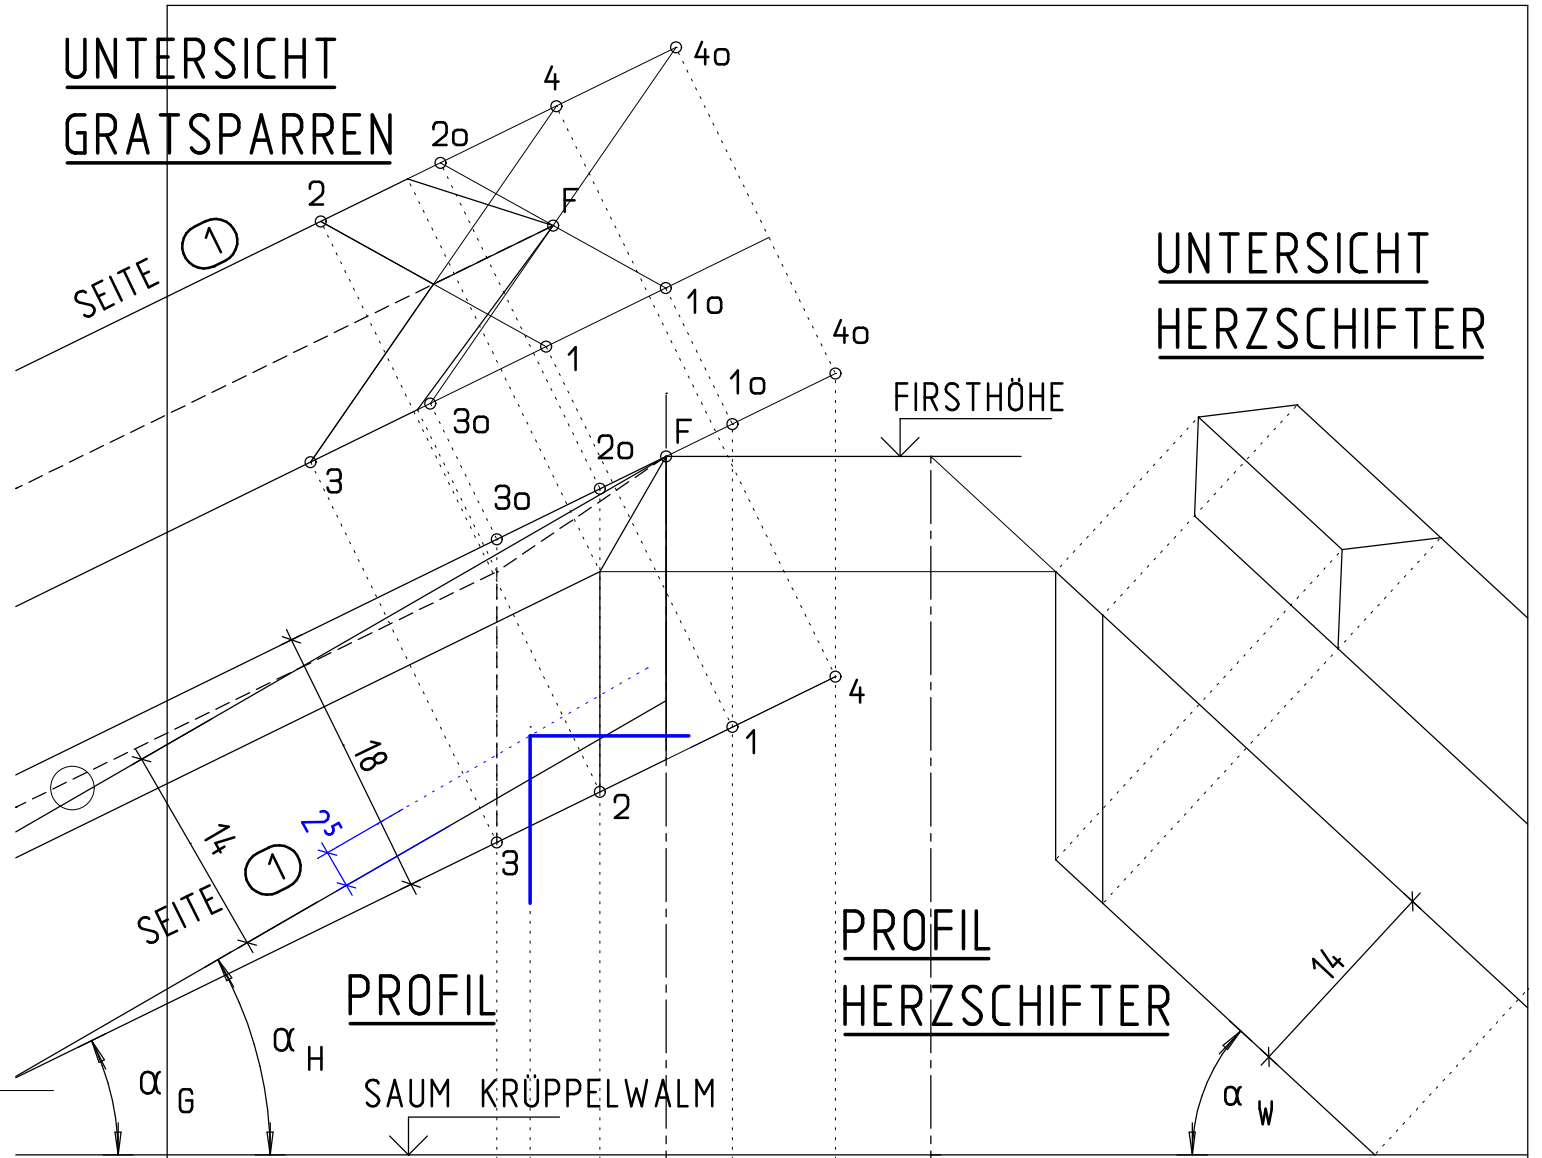 UNTERSICHT
GRATSPARREN
4o
4
2o
2
F
SEITE 1
1o
1
3o
3
UNTERSICHT
HERZSCHIFTER
4o
FIRSTHÖHE
1o
F
2o
3o
18
14
2⁵
4
1
2
3
SEITE 1
PROFIL
HERZSCHIFTER
14
PROFIL
α H
α G
SAUM KRÜPPELWALM
α W